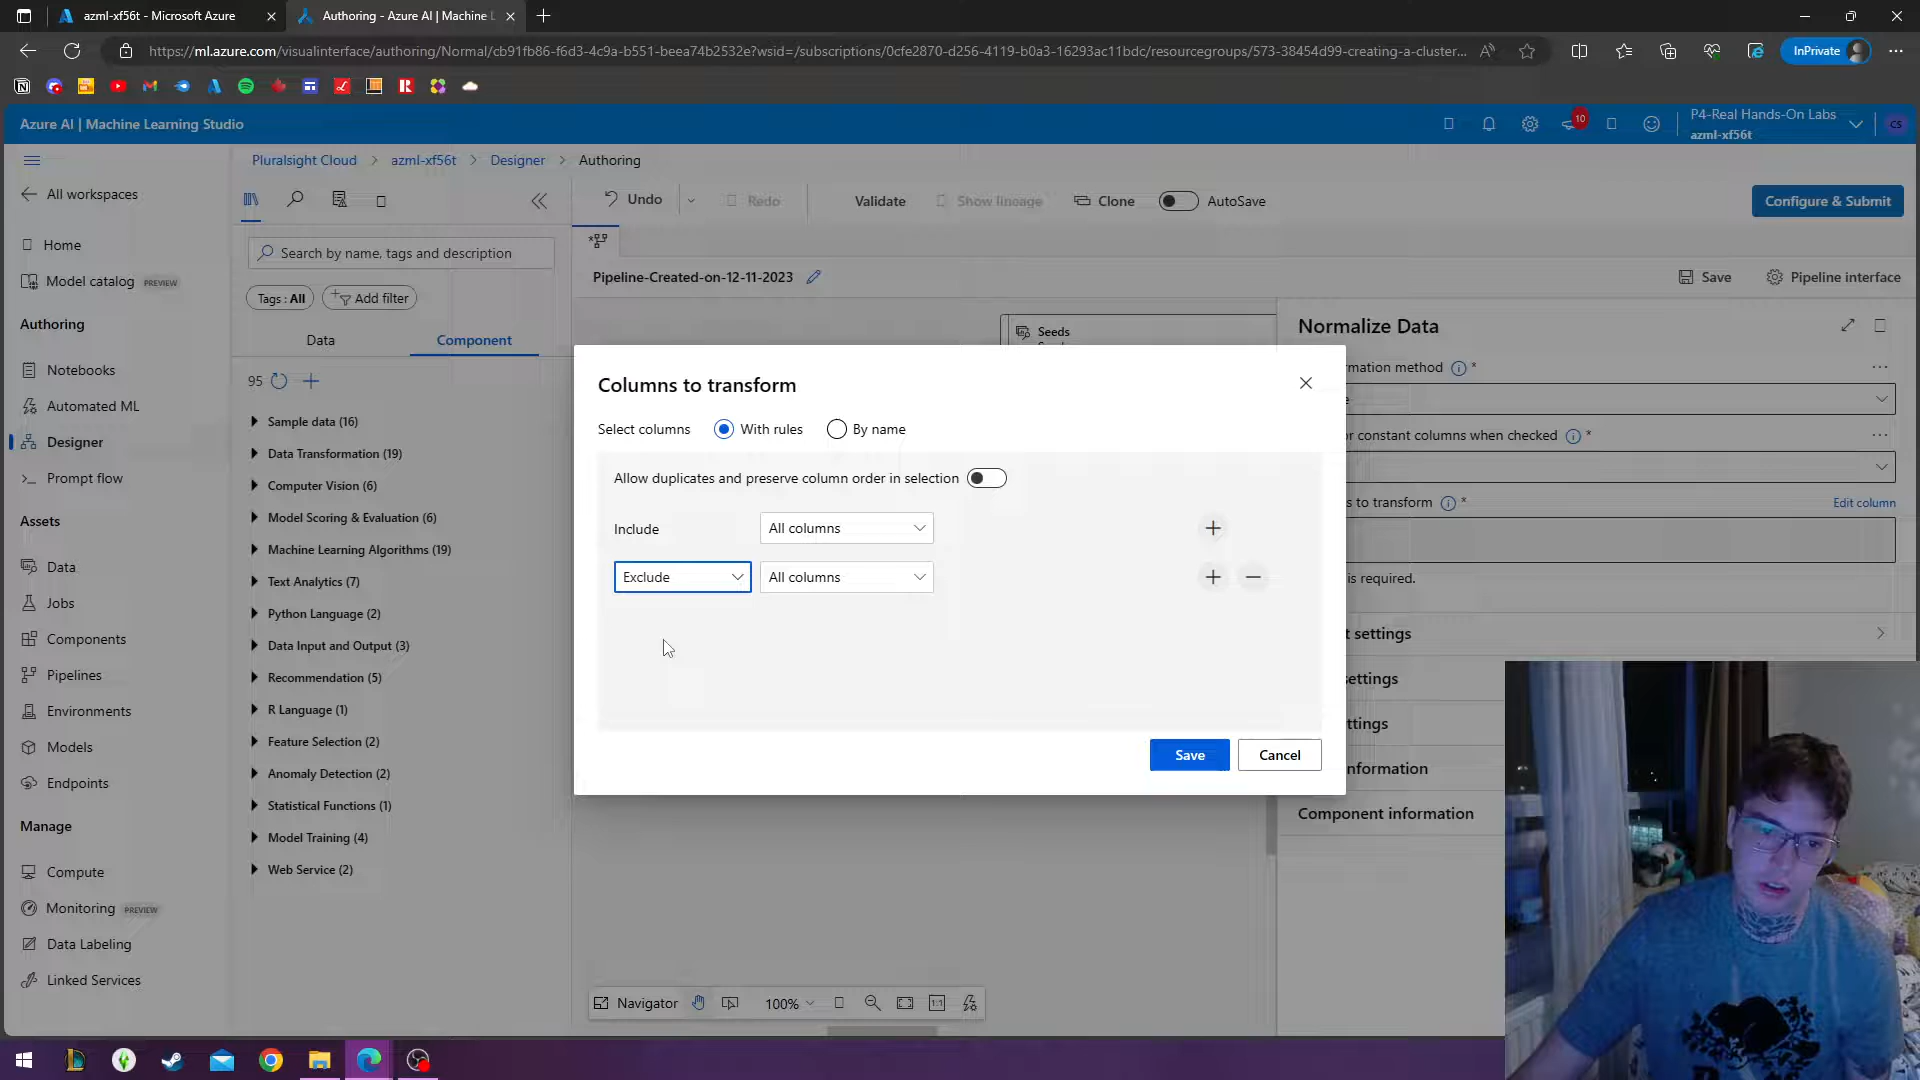 azml-xf56t - Microsoft Azure
Authoring - Azure AI | Machine L
https://ml.azure.com/visualinterface/authoring/Normal/cb91fb86-f6d3-4c9a-b551-beea74b2532e?wsid=/subscriptions/0cfe2870-d256-4119-b0a3-16293ac11bdc/resourcegroups/573-38454d99-creating-a-cluster...
InPrivate
Azure AI | Machine Learning Studio
10
P4-Real Hands-On Labs
azml-xf56t
CS
Pluralsight Cloud > azml-xf56t > Designer > Authoring
All workspaces
Home
Model catalog PREVIEW
Authoring
Notebooks
Automated ML
Designer
Prompt flow
Assets
Data
Jobs
Components
Pipelines
Environments
Models
Endpoints
Manage
Compute
Monitoring PREVIEW
Data Labeling
Linked Services
Search by name, tags and description
Tags : All
Add filter
Data
Component
95
Sample data (16)
Data Transformation (19)
Computer Vision (6)
Model Scoring & Evaluation (6)
Machine Learning Algorithms (19)
Text Analytics (7)
Python Language (2)
Data Input and Output (3)
Recommendation (5)
R Language (1)
Feature Selection (2)
Anomaly Detection (2)
Statistical Functions (1)
Model Training (4)
Web Service (2)
Undo
Redo
Validate
Show lineage
Clone
AutoSave
Configure & Submit
Pipeline-Created-on-12-11-2023
Save
Pipeline interface
Seeds
Normalize Data
rmation method *
or constant columns when checked *
s to transform *
Edit column
is required.
t settings
settings
ttings
nformation
Component information
Columns to transform
Select columns
With rules
By name
Allow duplicates and preserve column order in selection
Include
All columns
Exclude
All columns
Save
Cancel
Navigator
100%
1:1